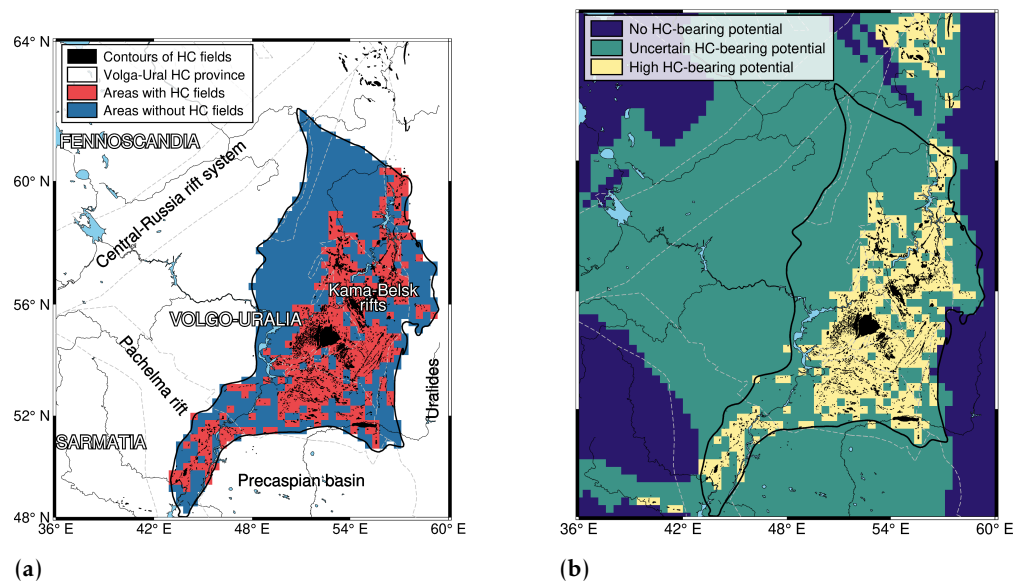 Contours of HC fields
Volga-Ural HC province
Areas with HC fields
Areas without HC fields
FENNOSCANDIA
Central-Russia rift system
Kama-Belsk
rifts
VOLGO-URALIA
Pachelma rift
Uralides
SARMATIA
Precaspian basin
64° N
60° N
56° N
52° N
48° N
36° E
42° E
48° E
54° E
60° E
(a)
No HC-bearing potential
Uncertain HC-bearing potential
High HC-bearing potential
36° E
42° E
48° E
54° E
60° E
(b)